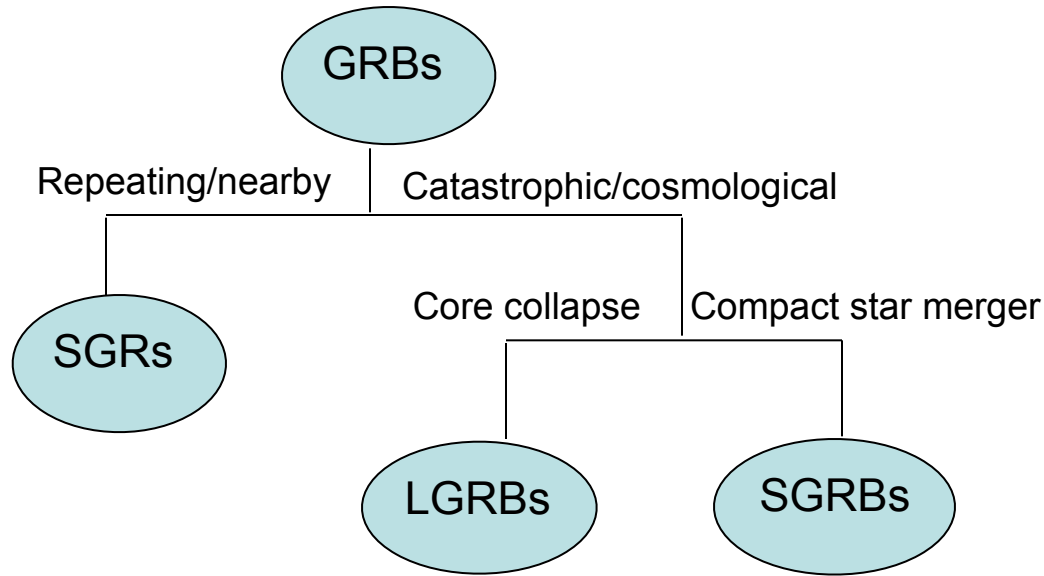 GRBs
Repeating/nearby
Catastrophic/cosmological
SGRs
Core collapse
Compact star merger
LGRBs
SGRBs